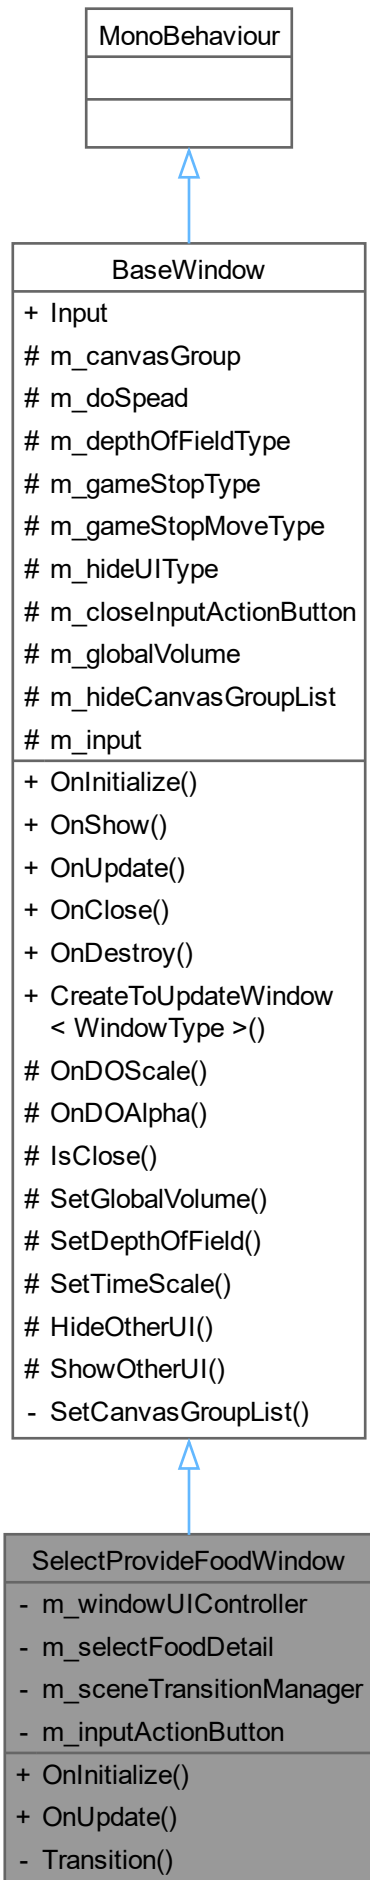 MonoBehaviour
BaseWindow
+ Input
# m_canvasGroup
# m_doSpead
# m_depthOfFieldType
# m_gameStopType
# m_gameStopMoveType
# m_hideUIType
# m_closeInputActionButton
# m_globalVolume
# m_hideCanvasGroupList
# m_input
+ OnInitialize()
+ OnShow()
+ OnUpdate()
+ OnClose()
+ OnDestroy()
+ CreateToUpdateWindow
< WindowType >()
# OnDOScale()
# OnDOAlpha()
# IsClose()
# SetGlobalVolume()
# SetDepthOfField()
# SetTimeScale()
# HideOtherUI()
# ShowOtherUI()
- SetCanvasGroupList()
SelectProvideFoodWindow
- m_windowUIController
- m_selectFoodDetail
- m_sceneTransitionManager
- m_inputActionButton
+ OnInitialize()
+ OnUpdate()
- Transition()